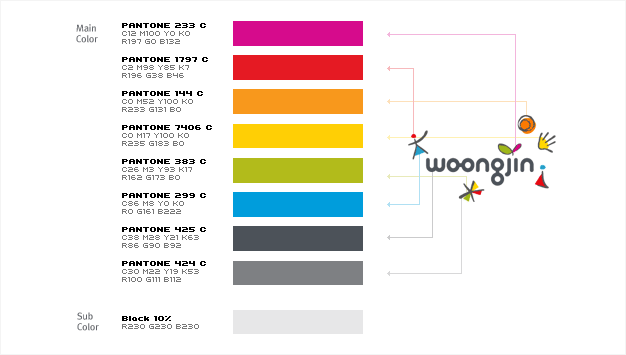 Main
Color
PANTONE 233 C
C12 M100 Y0 K0
R197 G0 B132
PANTONE 1797 C
C2 M98 Y85 K7
R196 G38 B46
PANTONE 144 C
C0 M52 Y100 K0
R233 G131 B0
PANTONE 7406 C
C0 M17 Y100 K0
R235 G183 B0
PANTONE 383 C
C26 M3 Y93 K17
R162 G173 B0
PANTONE 299 C
C86 M8 Y0 K0
R0 G161 B222
PANTONE 425 C
C38 M28 Y21 K63
R86 G90 B92
PANTONE 424 C
C30 M22 Y19 K53
R100 G111 B112
woongjin
Sub
Color
Black 10%
R230 G230 B230